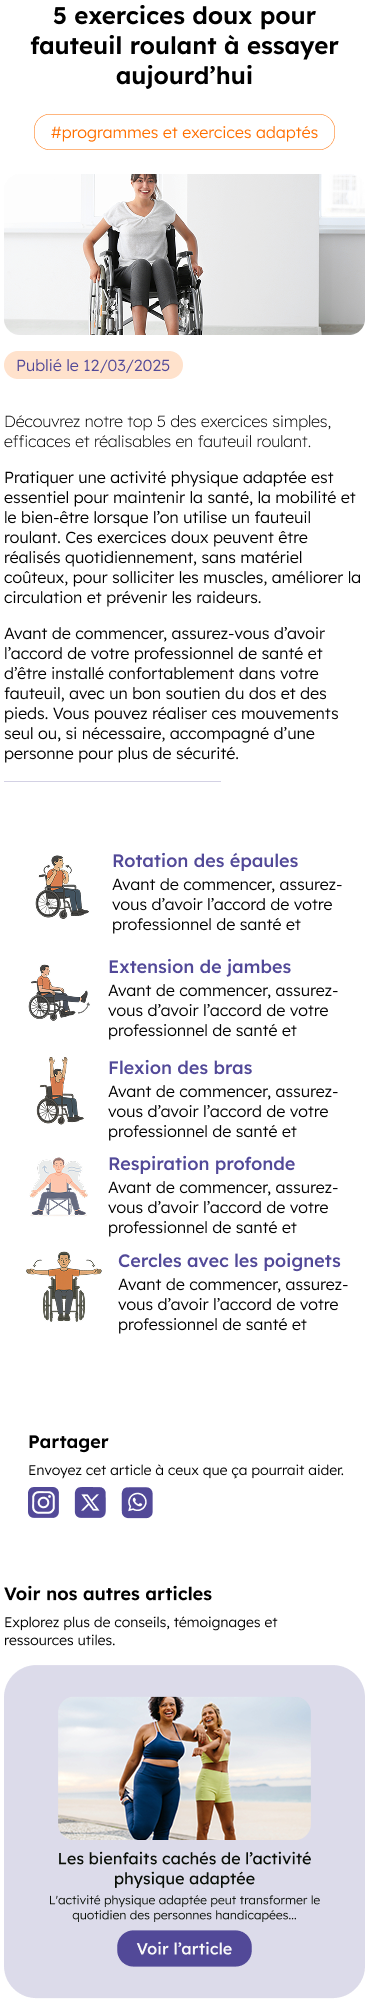 5 exercices doux pour
fauteuil roulant à essayer
aujourd’hui
#programmes et exercices adaptés
Publié le 12/03/2025
Découvrez notre top 5 des exercices simples,
efficaces et réalisables en fauteuil roulant.
Pratiquer une activité physique adaptée est
essentiel pour maintenir la santé, la mobilité et
le bien-être lorsque l’on utilise un fauteuil
roulant. Ces exercices doux peuvent être
réalisés quotidiennement, sans matériel
coûteux, pour solliciter les muscles, améliorer la
circulation et prévenir les raideurs.
Avant de commencer, assurez-vous d’avoir
l’accord de votre professionnel de santé et
d’être installé confortablement dans votre
fauteuil, avec un bon soutien du dos et des
pieds. Vous pouvez réaliser ces mouvements
seul ou, si nécessaire, accompagné d’une
personne pour plus de sécurité.
Rotation des épaules
Avant de commencer, assurez-
vous d’avoir l’accord de votre
professionnel de santé et
Extension de jambes
Avant de commencer, assurez-
vous d’avoir l’accord de votre
professionnel de santé et
Flexion des bras
Avant de commencer, assurez-
vous d’avoir l’accord de votre
professionnel de santé et
Respiration profonde
Avant de commencer, assurez-
vous d’avoir l’accord de votre
professionnel de santé et
Cercles avec les poignets
Avant de commencer, assurez-
vous d’avoir l’accord de votre
professionnel de santé et
Partager
Envoyez cet article à ceux que ça pourrait aider.
Voir nos autres articles
Explorez plus de conseils, témoignages et
ressources utiles.
Les bienfaits cachés de l’activité
physique adaptée
L'activité physique adaptée peut transformer le
quotidien des personnes handicapées...
Voir l’article